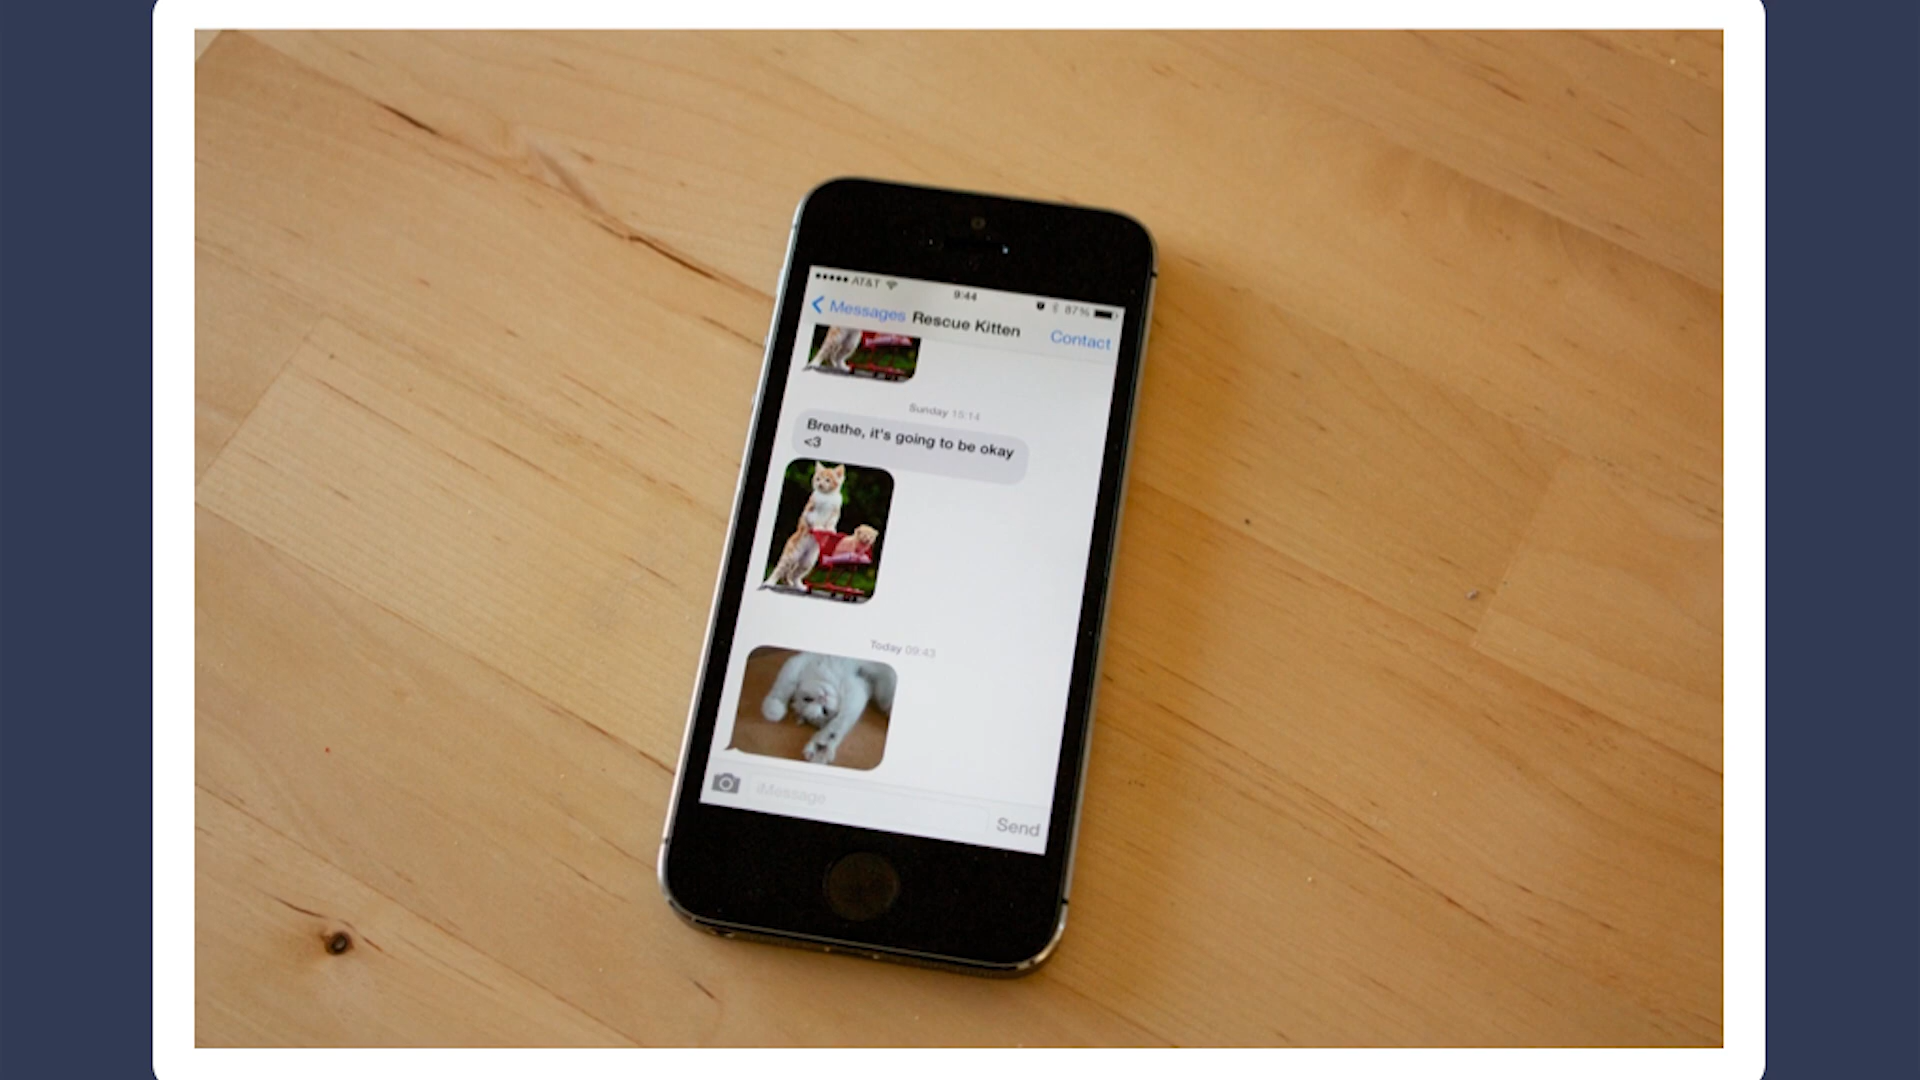 AT&T 9:44 87%
Messages Rescue Kitten Contact
Sunday 15:14
Breathe, it's going to be okay
<3
Today 09:43
iMessage
Send